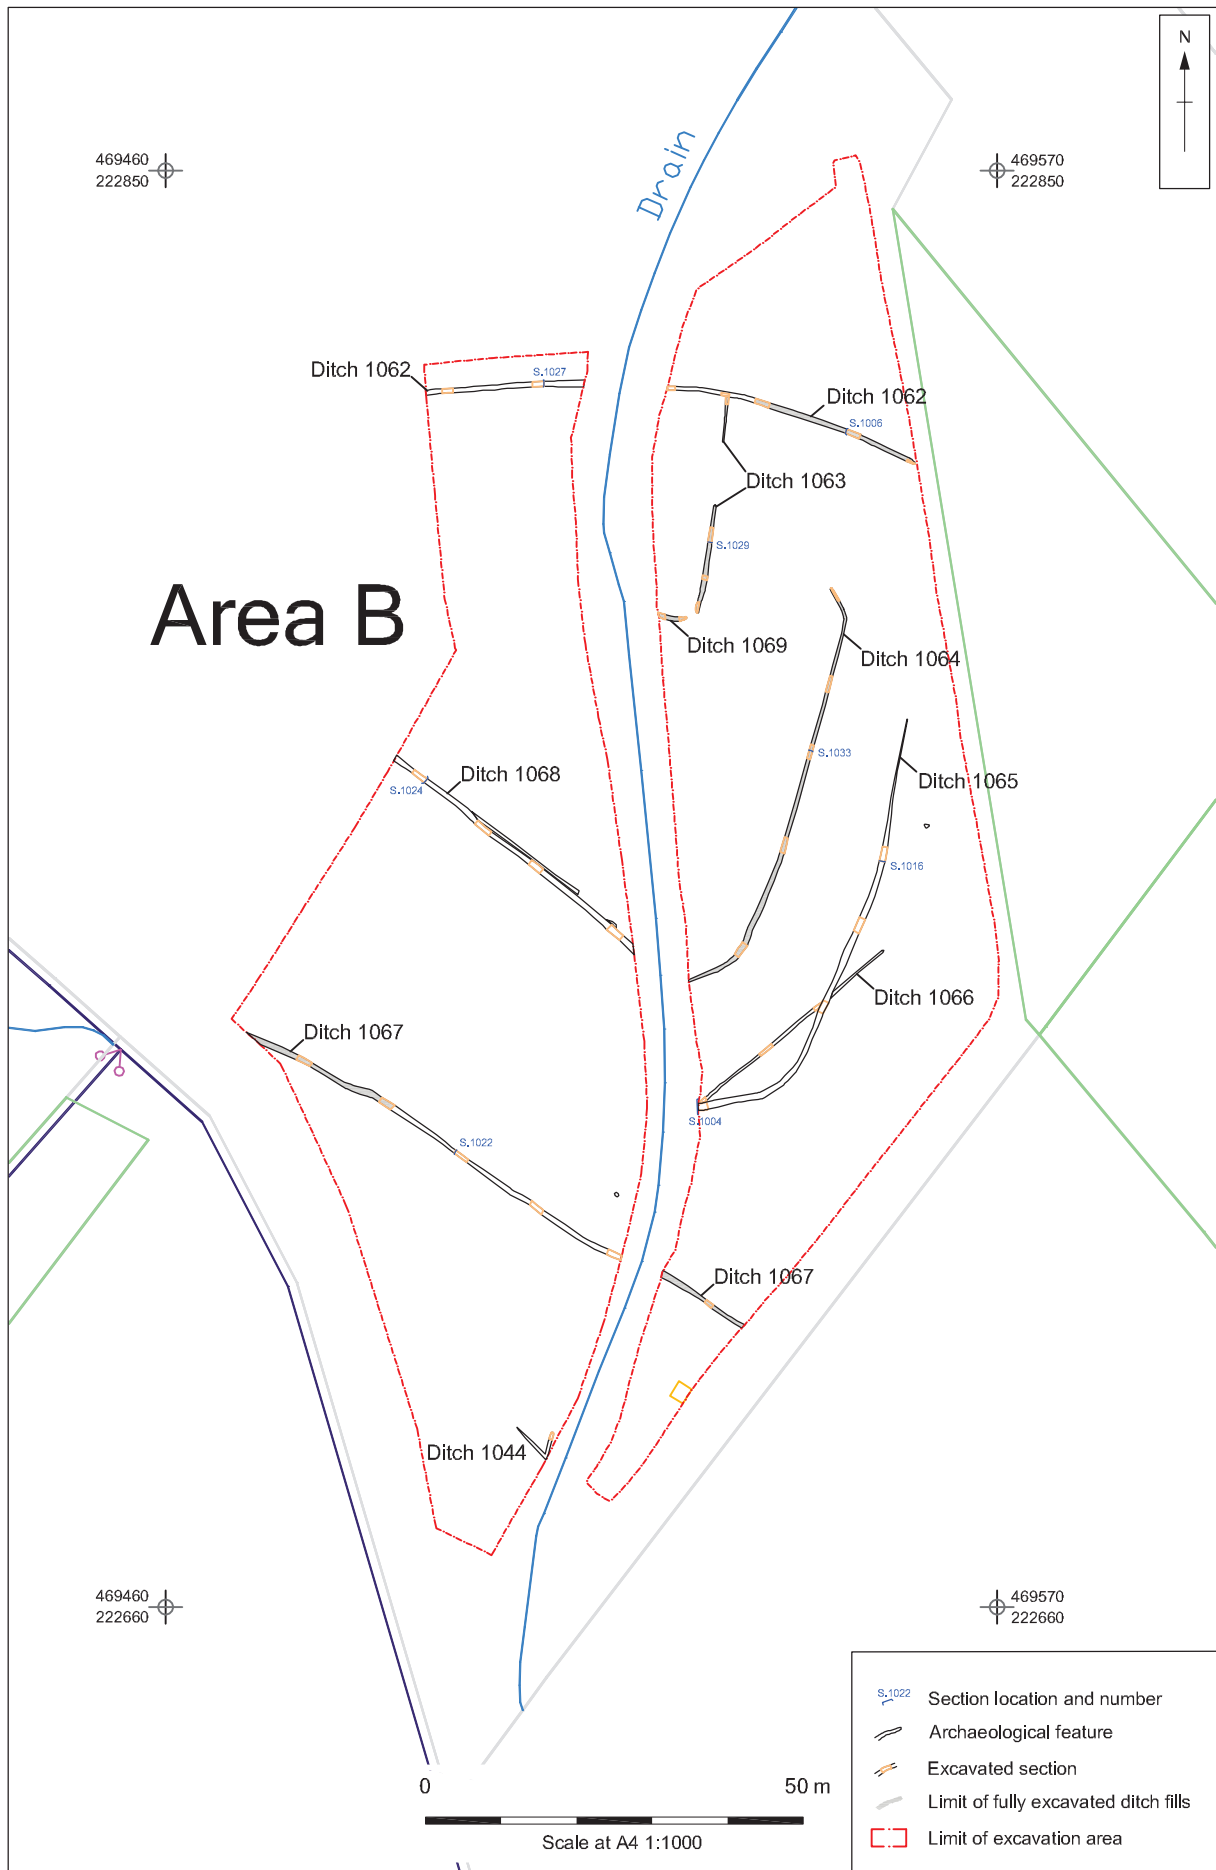 N
469460
222850
469570
222850
Drain
Ditch 1062
S.1027
Ditch 1062
S.1006
Ditch 1063
S.1029
Area B
Ditch 1069
Ditch 1064
S.1033
Ditch 1068
S.1024
Ditch 1065
S.1016
Ditch 1066
Ditch 1067
S.1004
S.1022
Ditch 1067
Ditch 1044
469460
222660
469570
222660
S.1022
Section location and number
Archaeological feature
Excavated section
Limit of fully excavated ditch fills
Limit of excavation area
0
50 m
Scale at A4 1:1000